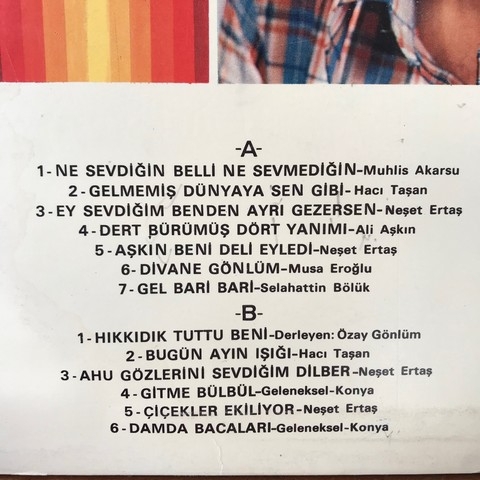 -A-
1-NE SEVDİĞİN BELLİ NE SEVMEDİĞİN-Muhlis Akarsu
2-GELMEMİŞ DÜNYAYA SEN GİBİ-Hacı Taşan
3-EY SEVDİĞİM BENDEN AYRI GEZERSEN-Neşet Ertaş
4-DERT BÜRÜMÜŞ DÖRT YANIMI-Ali Aşkın
5-AŞKIN BENİ DELİ EYLEDİ-Neşet Ertaş
6-DİVANE GÖNLÜM-Musa Eroğlu
7-GEL BARİ BARİ-Selahattin Bölük
-B-
1-HIKKIDIK TUTTU BENİ-Derleyen: Özay Gönlüm
2-BUGÜN AYIN IŞIĞI-Hacı Taşan
3-AHU GÖZLERİNİ SEVDİĞİM DİLBER-Neşet Ertaş
4-GİTME BÜLBÜL-Geleneksel-Konya
5-ÇİÇEKLER EKİLİYOR-Neşet Ertaş
6-DAMDA BACALARI-Geleneksel-Konya